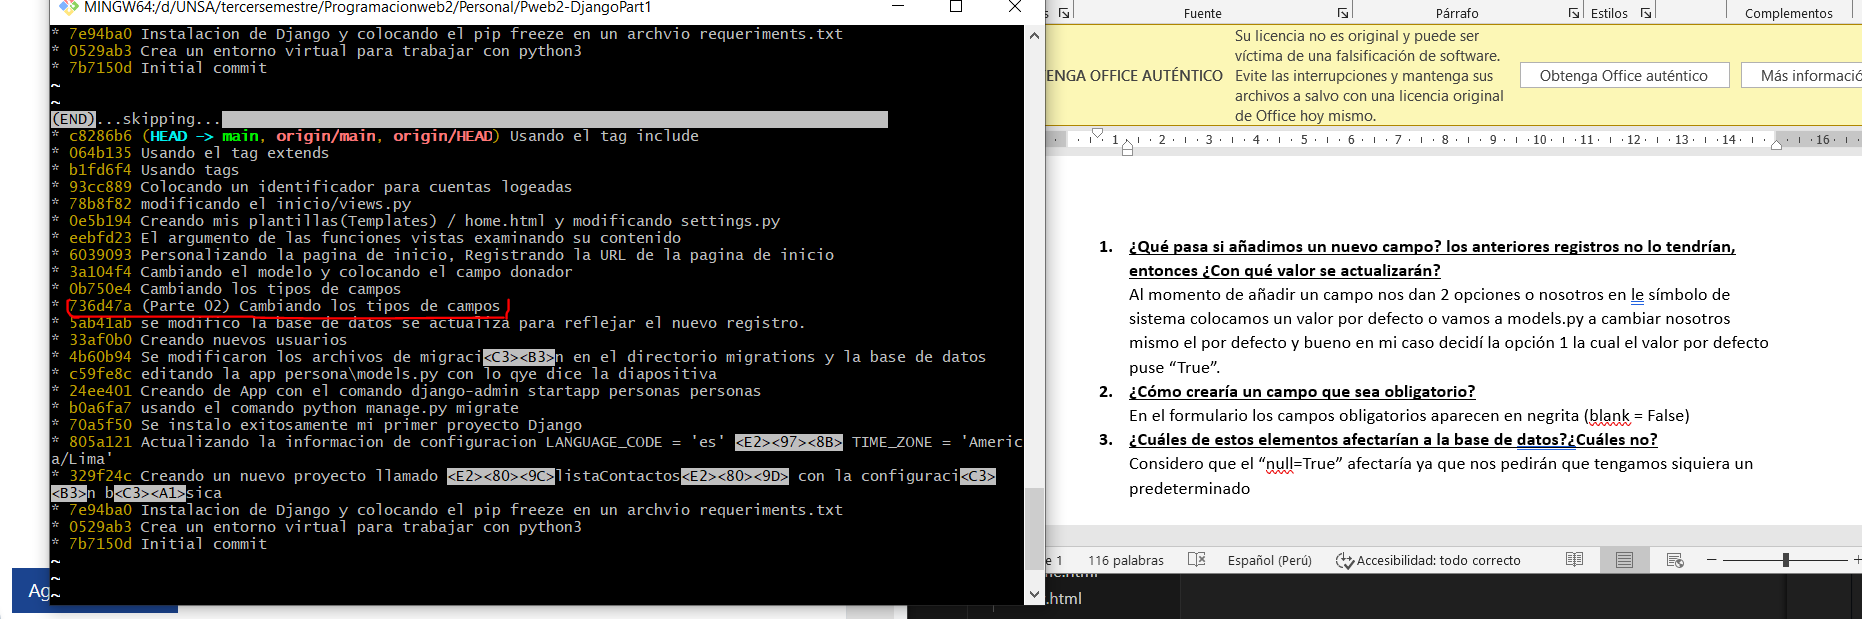 MINGW64:/d/UNSA/tercersemestre/Programacionweb2/Personal/Pweb2-DjangoPart1
* 7e94ba0 Instalacion de Django y colocando el pip freeze en un archvio requeriments.txt
* 0529ab3 Crea un entorno virtual para trabajar con python3
* 7b7150d Initial commit
~
~
(END)...skipping...
* c8286b6 (HEAD -> main, origin/main, origin/HEAD) Usando el tag include
* 064b135 Usando el tag extends
* b1fd6f4 Usando tags
* 93cc889 Colocando un identificador para cuentas logeadas
* 78b8f82 modificando el inicio/views.py
* 0e5b194 Creando mis plantillas(Templates) / home.html y modificando settings.py
* eebfd23 El argumento de las funciones vistas examinando su contenido
* 6039093 Personalizando la pagina de inicio, Registrando la URL de la pagina de inicio
* 3a104f4 Cambiando el modelo y colocando el campo donador
* 0b750e4 Cambiando los tipos de campos
* 736d47a (Parte 02) Cambiando los tipos de campos
* 5ab41ab se modifico la base de datos se actualiza para reflejar el nuevo registro.
* 33af0b0 Creando nuevos usuarios
* 4b60b94 Se modificaron los archivos de migraci<C3><B3>n en el directorio migrations y la base de datos
* c59fe8c editando la app persona\models.py con lo qye dice la diapositiva
* 24ee401 Creando de App con el comando django-admin startapp personas personas
* b0a6fa7 usando el comando python manage.py migrate
* 70a5f50 Se instalo exitosamente mi primer proyecto Django
* 805a121 Actualizando la informacion de configuracion LANGUAGE_CODE = 'es' <E2><97><8B> TIME_ZONE = 'Americ
a/Lima'
* 329f24c Creando un nuevo proyecto llamado <E2><80><9C>listaContactos<E2><80><9D> con la configuraci<C3>
<B3>n b<C3><A1>sica
* 7e94ba0 Instalacion de Django y colocando el pip freeze en un archvio requeriments.txt
* 0529ab3 Crea un entorno virtual para trabajar con python3
* 7b7150d Initial commit
~
~
~
Ag
s Fuente Párrafo Estilos Complementos
ENGA OFFICE AUTÉNTICO
Su licencia no es original y puede ser
víctima de una falsificación de software.
Evite las interrupciones y mantenga sus
archivos a salvo con una licencia original
de Office hoy mismo.
Obtenga Office auténtico
Más informació
1 1 2 3 4 5 6 7 8 9 10 11 12 13 14 16
1. ¿Qué pasa si añadimos un nuevo campo? los anteriores registros no lo tendrían,
entonces ¿Con qué valor se actualizarán?
Al momento de añadir un campo nos dan 2 opciones o nosotros en le símbolo de
sistema colocamos un valor por defecto o vamos a models.py a cambiar nosotros
mismo el por defecto y bueno en mi caso decidí la opción 1 la cual el valor por defecto
puse “True”.
2. ¿Cómo crearía un campo que sea obligatorio?
En el formulario los campos obligatorios aparecen en negrita (blank = False)
3. ¿Cuáles de estos elementos afectarían a la base de datos?¿Cuáles no?
Considero que el “null=True” afectaría ya que nos pedirán que tengamos siquiera un
predeterminado
e 1 116 palabras Español (Perú) Accesibilidad: todo correcto
.html